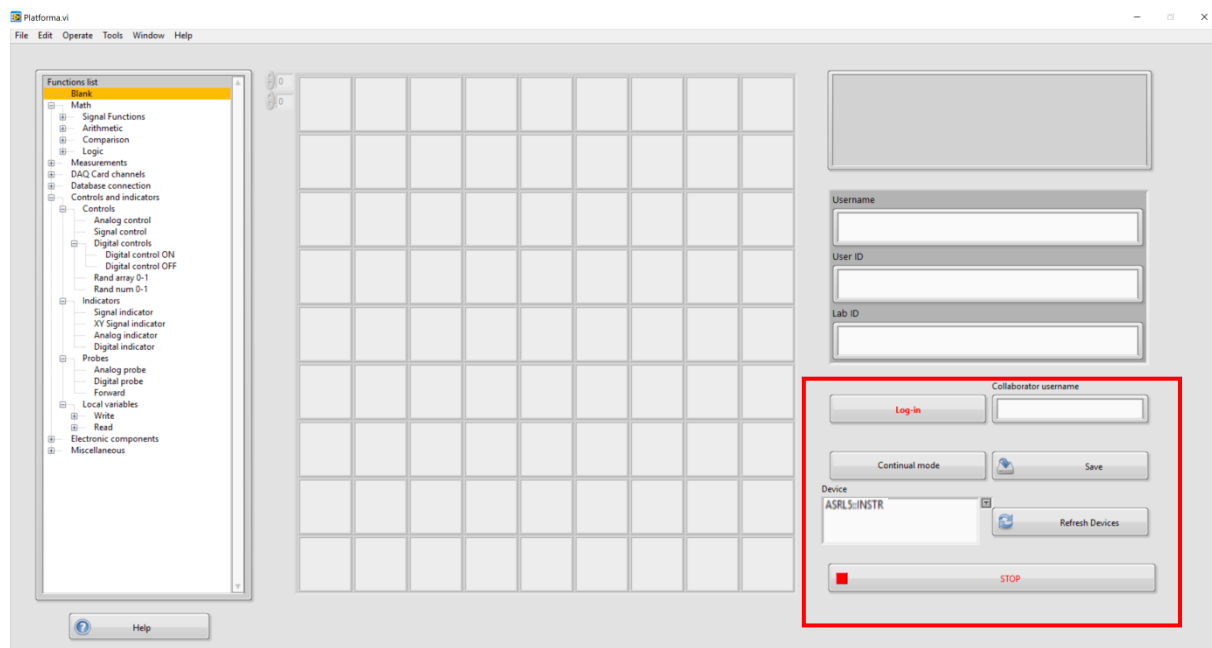 Platforma.vi
File Edit Operate Tools Window Help
Functions list
Blank
Math
Signal Functions
Arithmetic
Comparison
Logic
Measurements
DAQ Card channels
Database connection
Controls and indicators
Controls
Analog control
Signal control
Digital controls
Digital control ON
Digital control OFF
Rand array 0-1
Rand num 0-1
Indicators
Signal indicator
XY Signal indicator
Analog indicator
Digital indicator
Probes
Analog probe
Digital probe
Forward
Local variables
Write
Read
Electronic components
Miscellaneous
Help
0
0
Username
User ID
Lab ID
Collaborator username
Log-in
Continual mode
Save
Device
ASRL5::INSTR
Refresh Devices
STOP